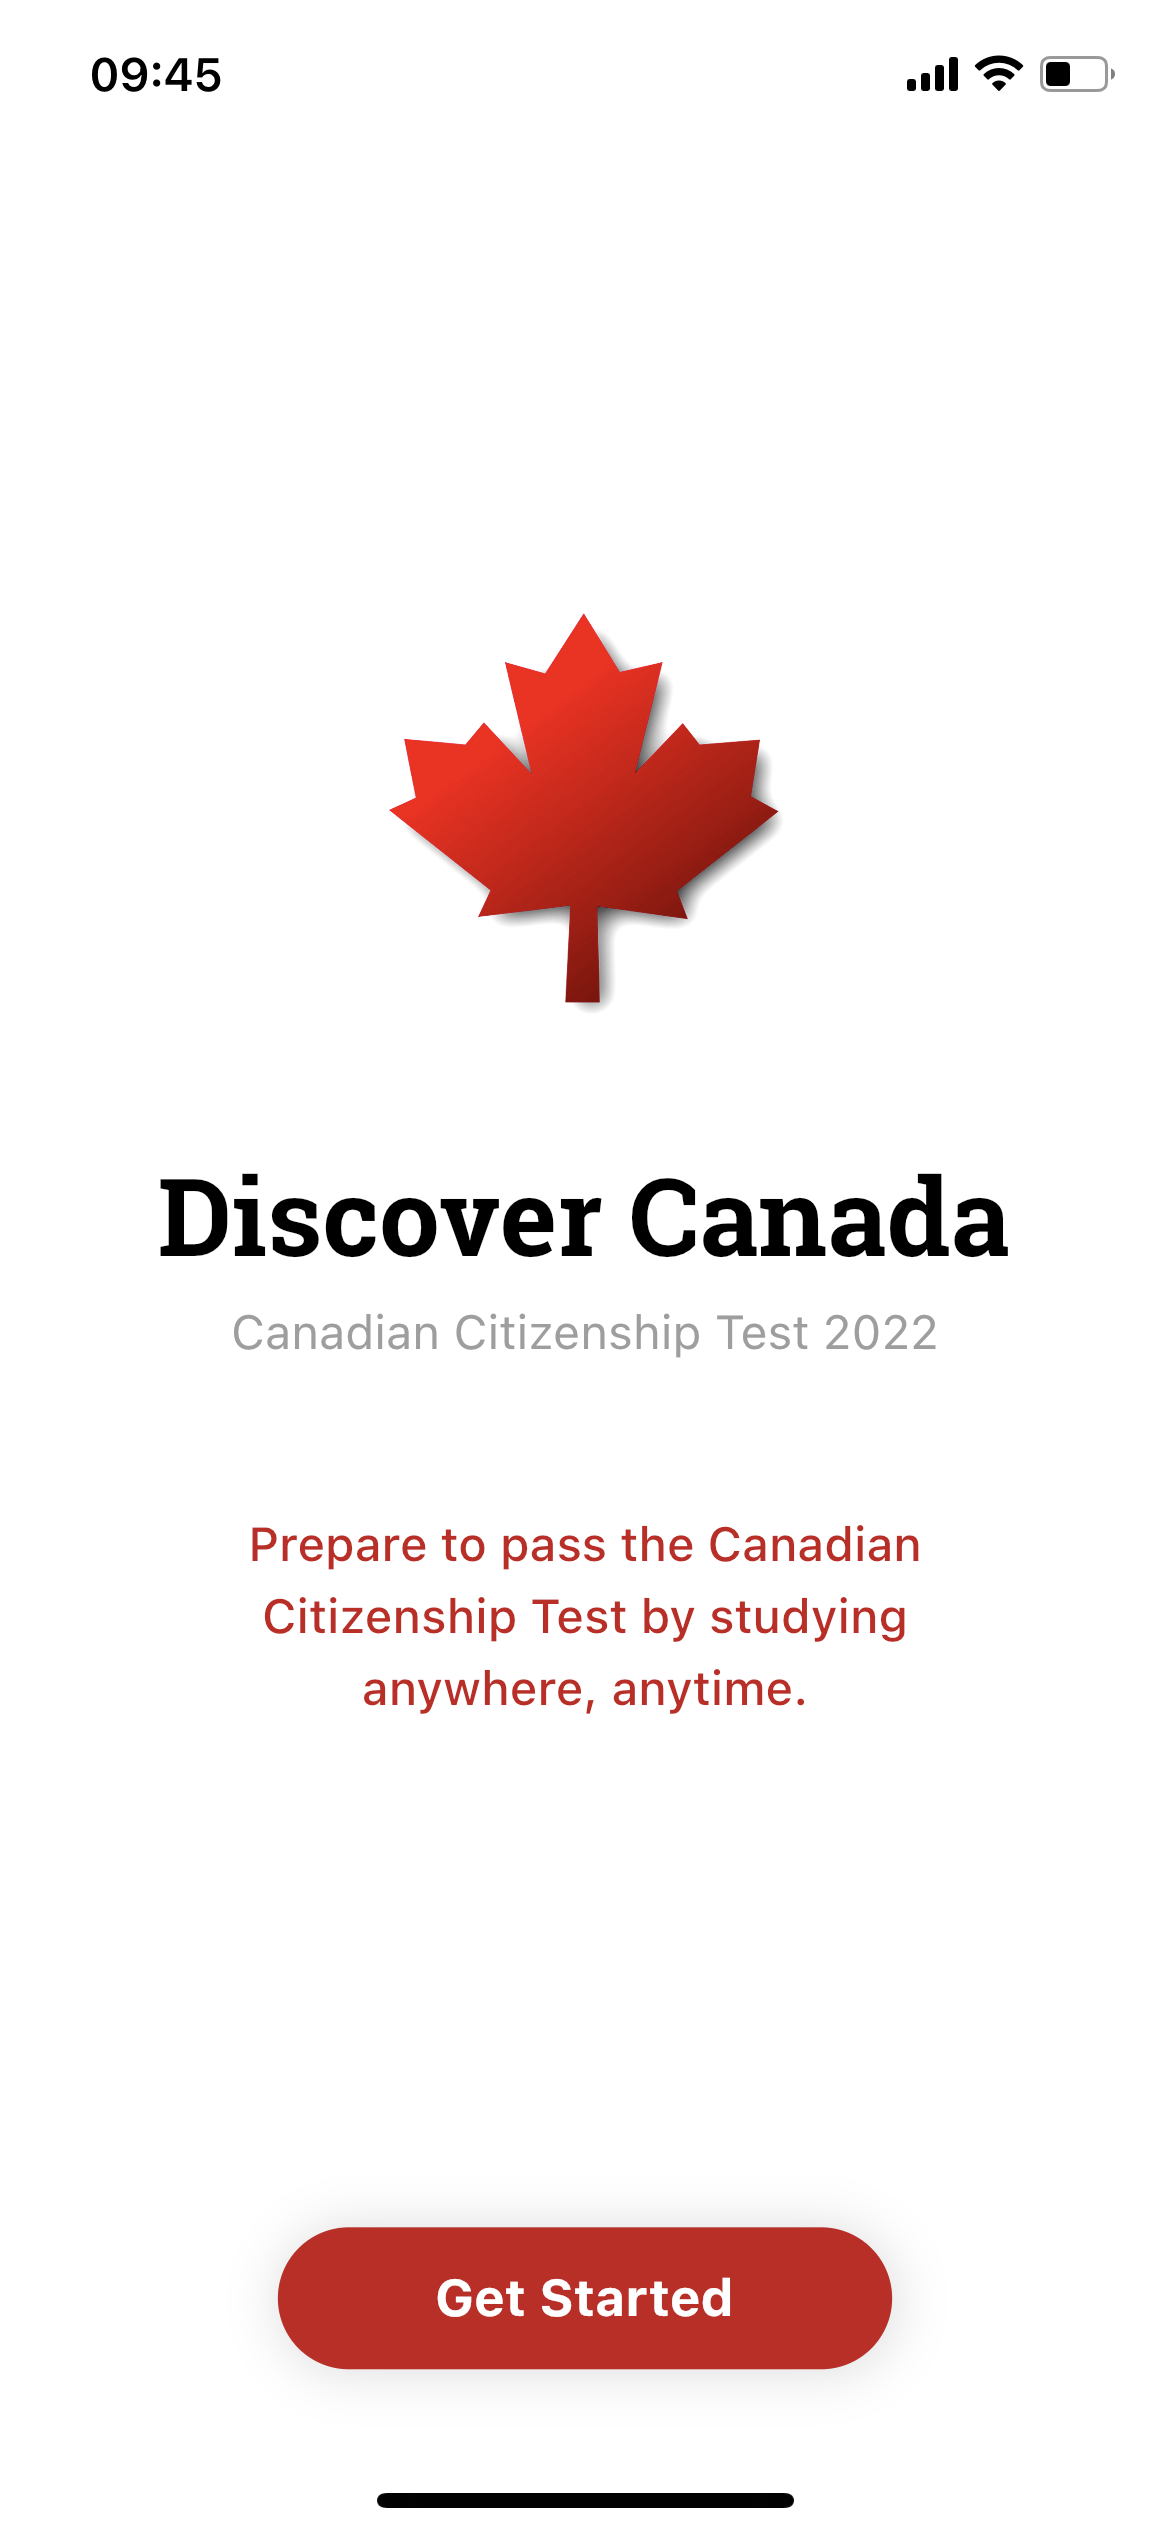 09:45
Discover Canada
Canadian Citizenship Test 2022
Prepare to pass the Canadian
Citizenship Test by studying
anywhere, anytime.
Get Started